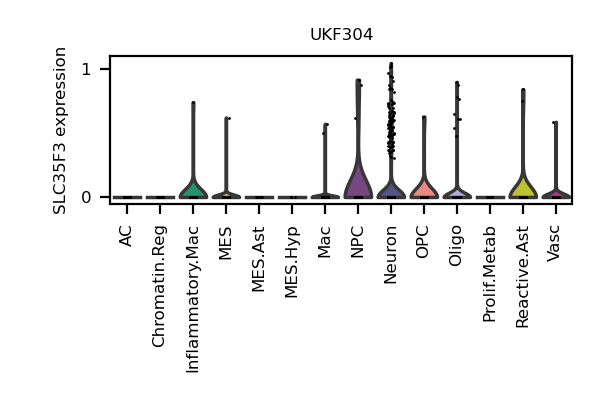 UKF304
SLC35F3 expression
1
0
AC
Chromatin.Reg
Inflammatory.Mac
MES
MES.Ast
MES.Hyp
Mac
NPC
Neuron
OPC
Oligo
Prolif.Metab
Reactive.Ast
Vasc